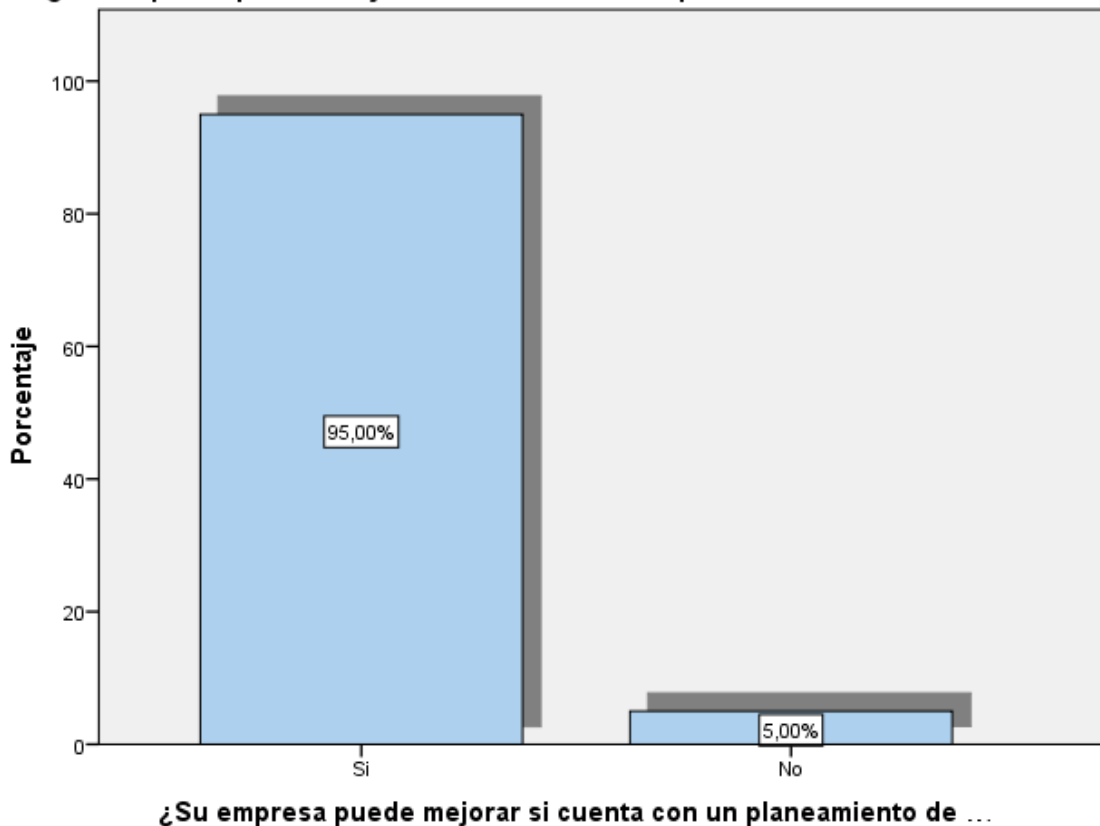 Porcentaje
100
80
60
40
20
0
95,00%
5,00%
Si
No
¿Su empresa puede mejorar si cuenta con un planeamiento de ...